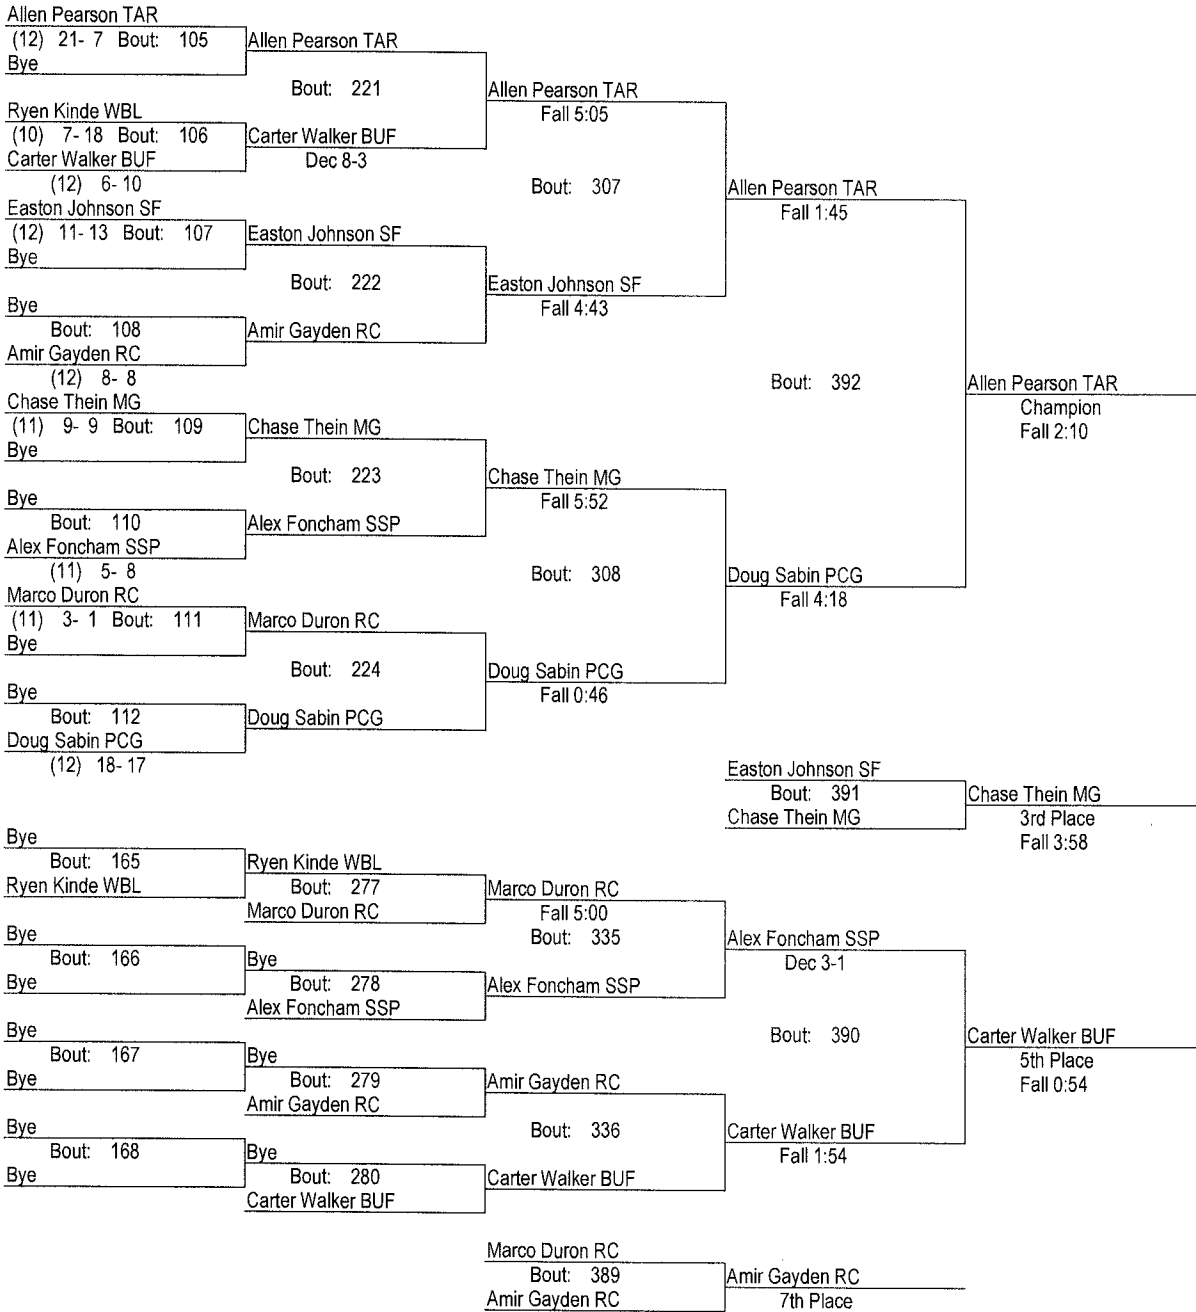 Allen Pearson TAR
(12) 21- 7 Bout: 105
Bye
Allen Pearson TAR
Bout: 221
Ryen Kinde WBL
(10) 7- 18 Bout: 106
Carter Walker BUF
(12) 6- 10
Carter Walker BUF
Dec 8-3
Allen Pearson TAR
Fall 5:05
Bout: 307
Easton Johnson SF
(12) 11- 13 Bout: 107
Bye
Easton Johnson SF
Bout: 222
Bye
Bout: 108
Amir Gayden RC
(12) 8- 8
Amir Gayden RC
Easton Johnson SF
Fall 4:43
Allen Pearson TAR
Fall 1:45
Bout: 392
Chase Thein MG
(11) 9- 9 Bout: 109
Bye
Chase Thein MG
Bout: 223
Bye
Bout: 110
Alex Foncham SSP
(11) 5- 8
Alex Foncham SSP
Chase Thein MG
Fall 5:52
Bout: 308
Marco Duron RC
(11) 3- 1 Bout: 111
Bye
Marco Duron RC
Bout: 224
Bye
Bout: 112
Doug Sabin PCG
(12) 18- 17
Doug Sabin PCG
Doug Sabin PCG
Fall 0:46
Doug Sabin PCG
Fall 4:18
Allen Pearson TAR
Champion
Fall 2:10
Easton Johnson SF
Bout: 391
Chase Thein MG
Chase Thein MG
3rd Place
Fall 3:58
Bye
Bout: 165
Ryen Kinde WBL
Ryen Kinde WBL
Bout: 277
Marco Duron RC
Marco Duron RC
Fall 5:00
Bout: 335
Bye
Bout: 166
Bye
Bye
Bout: 278
Alex Foncham SSP
Alex Foncham SSP
Alex Foncham SSP
Dec 3-1
Bout: 390
Bye
Bout: 167
Bye
Bye
Bout: 279
Amir Gayden RC
Amir Gayden RC
Bout: 336
Bye
Bout: 168
Bye
Bye
Bout: 280
Carter Walker BUF
Carter Walker BUF
Carter Walker BUF
Fall 1:54
Carter Walker BUF
5th Place
Fall 0:54
Marco Duron RC
Bout: 389
Amir Gayden RC
Amir Gayden RC
7th Place